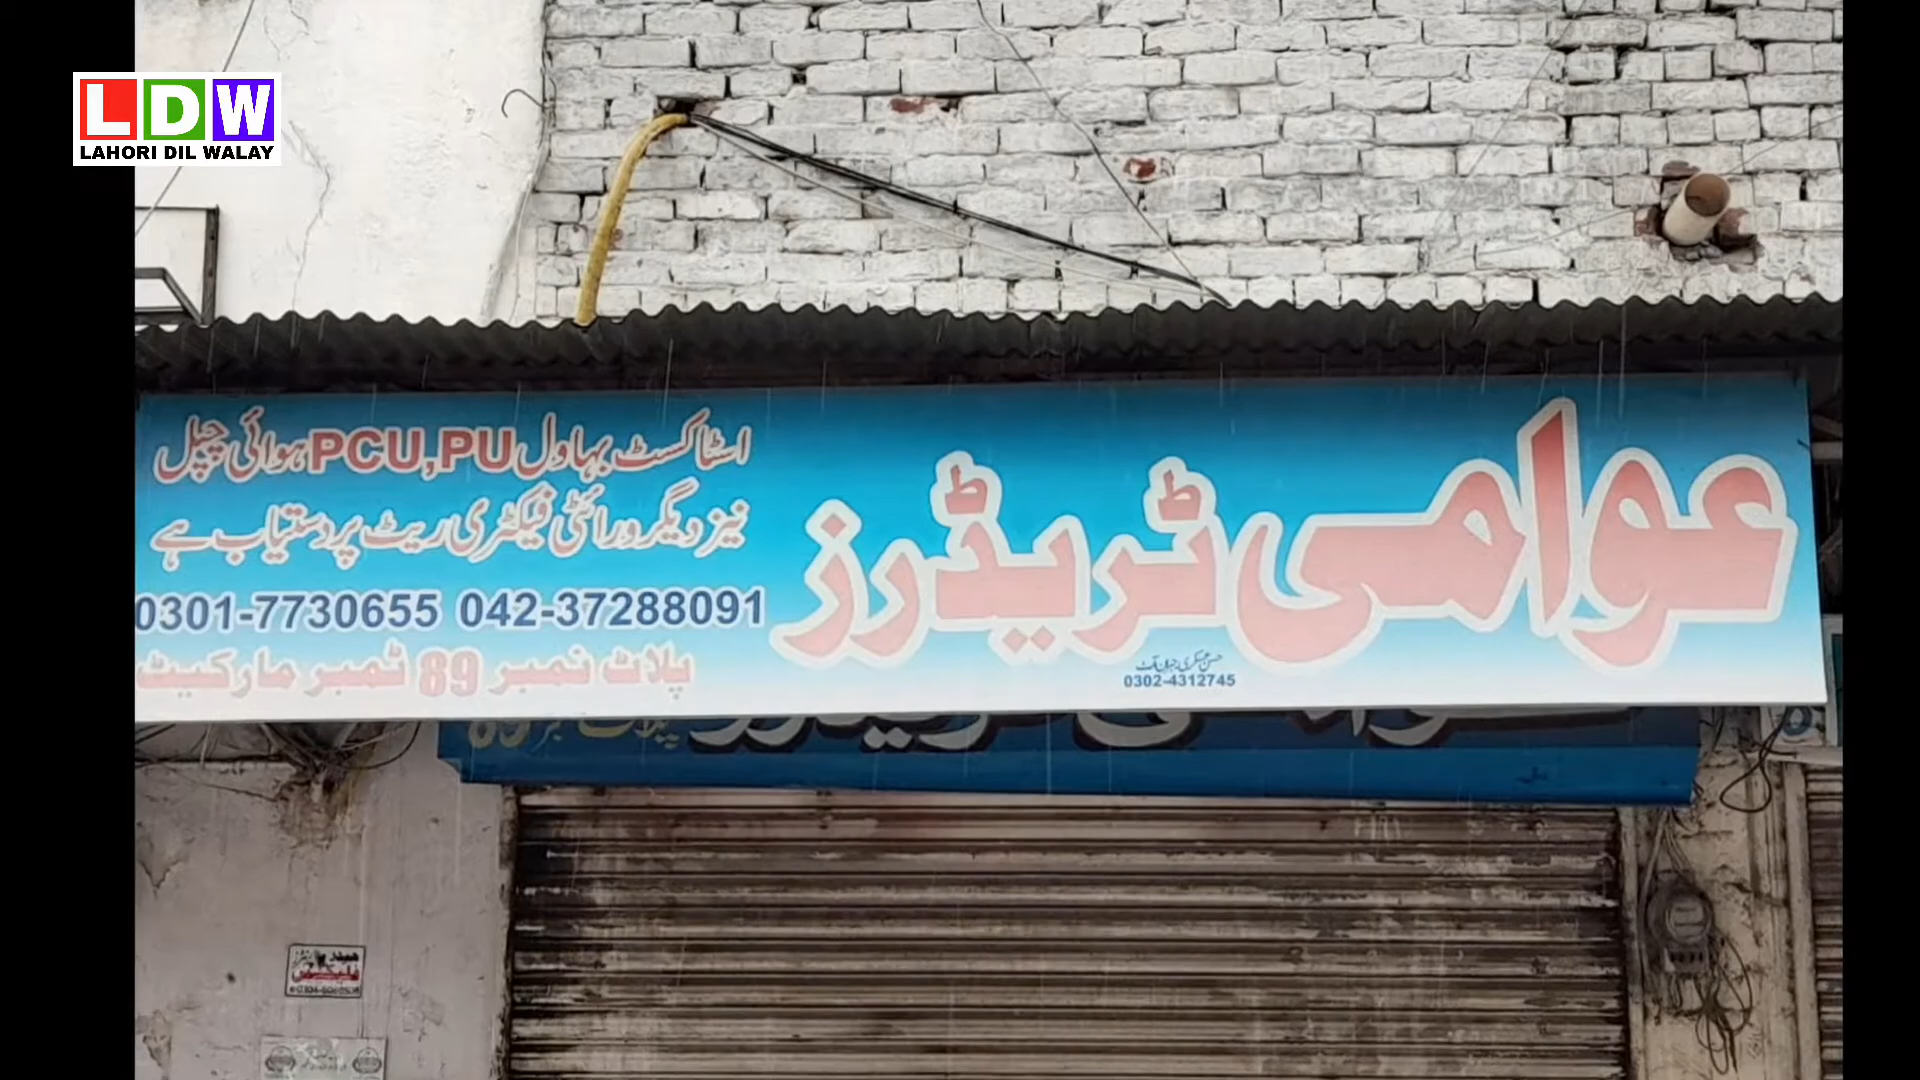 LDW
LAHORI DIL WALAY
عوامی ٹریڈرز
اسٹاکسٹ بہاول PCU,PU ہوائی چپل
نیز دیگر ورائٹی فیکٹری ریٹ پر دستیاب ہے
0301-7730655 042-37288091
پلاٹ نمبر 89 ٹمبر مارکیٹ
0302-4312745